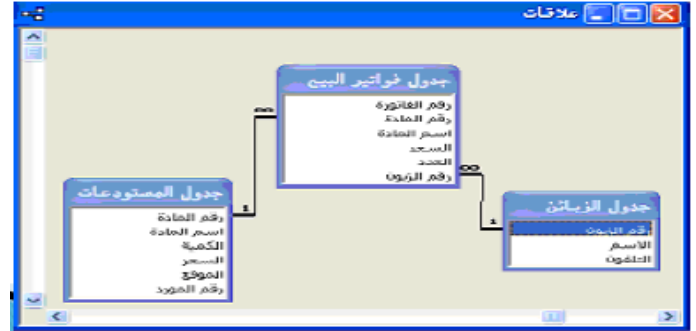 علاقات
جدول فواتير البيع
رقم الفاتورة
رقم المادة
اسم المادة
السعر
العدد
رقم الزبون
∞
∞
جدول المستودعات
رقم المادة
اسم المادة
الكمية
السعر
الموقع
رقم المورد
1
جدول الزبائن
رقم الزبون
الاسم
التلفون
1